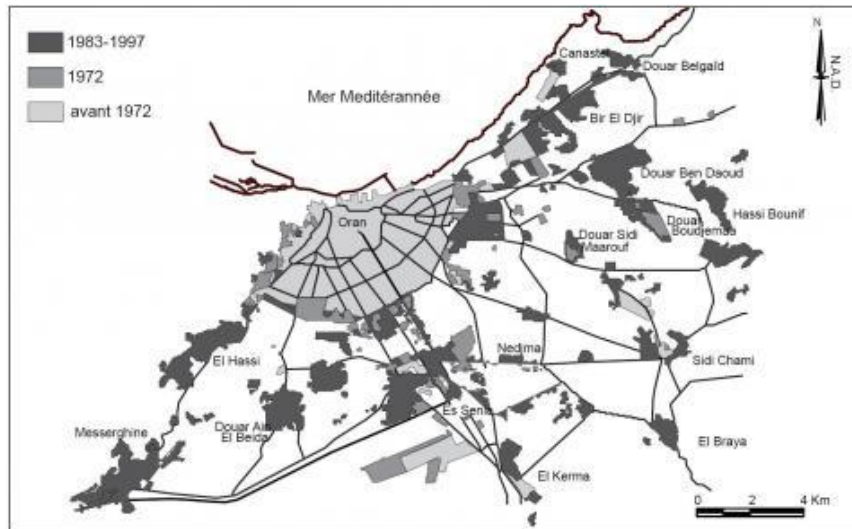 1983-1997
1972
avant 1972
Mer Meditérannée
N
N.A.D
Canastel
Douar Belgaïd
Bir El Djir
Douar Ben Daoud
Hassi Bounif
Douar
Boudjemaa
Douar Sidi
Maarouf
Oran
Nedjma
Sidi Chami
El Hassi
Es Senia
Douar Ain
El Beida
Messerghine
El Braya
El Kerma
0 2 4 Km